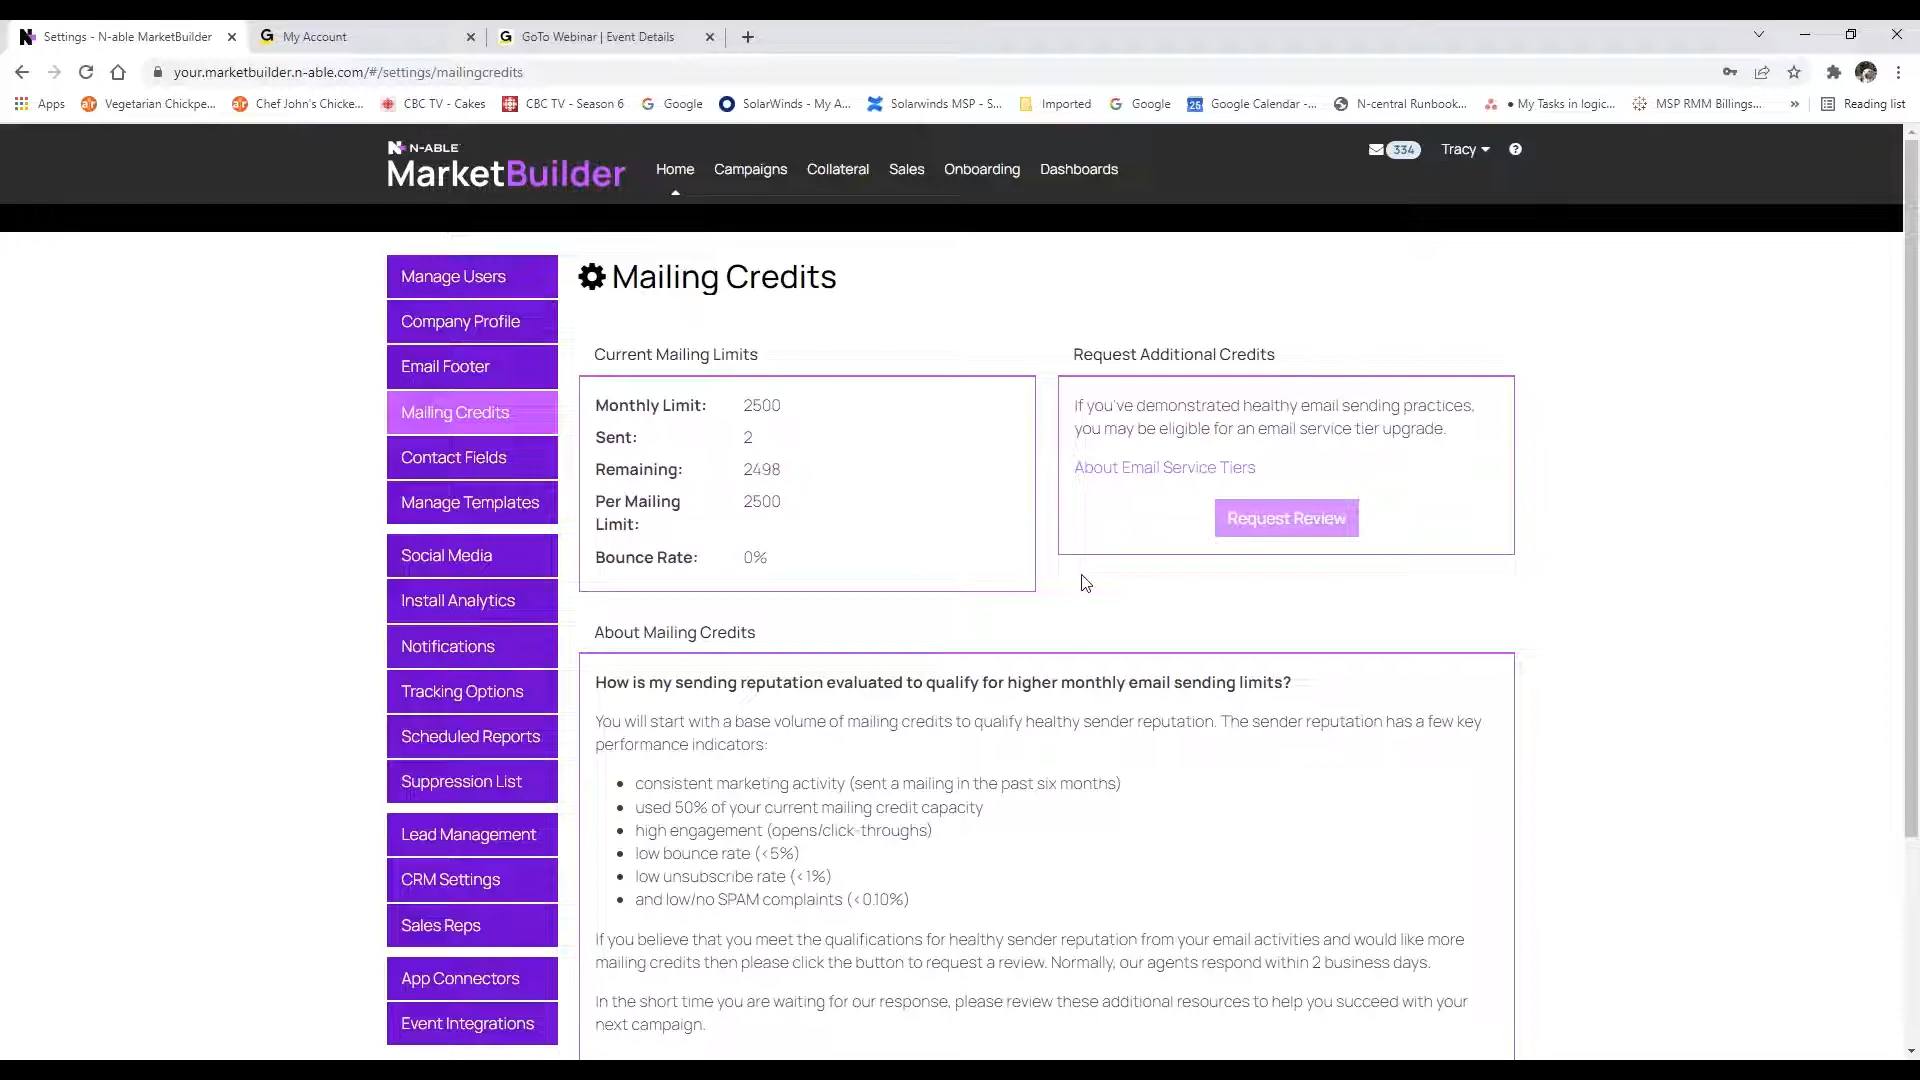 Settings - N-able MarketBuilder
My Account
GoTo Webinar | Event Details
your.marketbuilder.n-able.com/#/settings/mailingcredits
Apps
Vegetarian Chickpe...
Chef John's Chicke...
CBC TV - Cakes
CBC TV - Season 6
Google
SolarWinds - My A...
Solarwinds MSP - S...
Imported
Google
Google Calendar -...
N-central Runbook...
• My Tasks in logic...
MSP RMM Billings...
»
Reading list
N-ABLE
MarketBuilder
Home
Campaigns
Collateral
Sales
Onboarding
Dashboards
334
Tracy
Manage Users
Company Profile
Email Footer
Mailing Credits
Contact Fields
Manage Templates
Social Media
Install Analytics
Notifications
Tracking Options
Scheduled Reports
Suppression List
Lead Management
CRM Settings
Sales Reps
App Connectors
Event Integrations
Mailing Credits
Current Mailing Limits
Monthly Limit: 2500
Sent: 2
Remaining: 2498
Per Mailing 2500
Limit:
Bounce Rate: 0%
Request Additional Credits
If you've demonstrated healthy email sending practices,
you may be eligible for an email service tier upgrade.
About Email Service Tiers
Request Review
About Mailing Credits
How is my sending reputation evaluated to qualify for higher monthly email sending limits?
You will start with a base volume of mailing credits to qualify healthy sender reputation. The sender reputation has a few key
performance indicators:
• consistent marketing activity (sent a mailing in the past six months)
• used 50% of your current mailing credit capacity
• high engagement (opens/click-throughs)
• low bounce rate (<5%)
• low unsubscribe rate (<1%)
• and low/no SPAM complaints (<0.10%)
If you believe that you meet the qualifications for healthy sender reputation from your email activities and would like more
mailing credits then please click the button to request a review. Normally, our agents respond within 2 business days.
In the short time you are waiting for our response, please review these additional resources to help you succeed with your
next campaign.